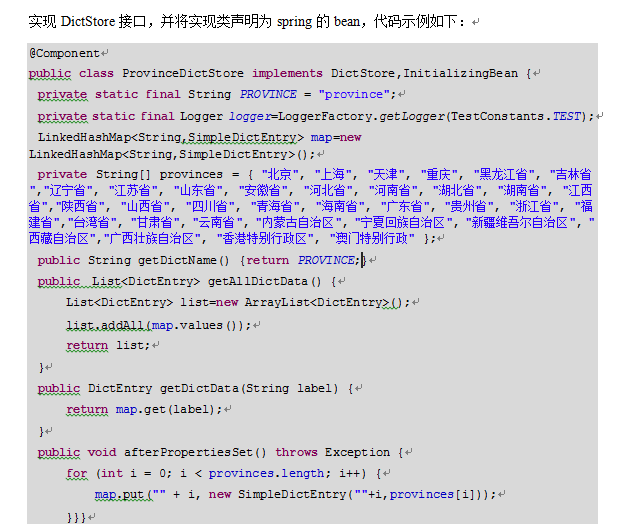 实现 DictStore 接口，并将实现类声明为 spring 的 bean，代码示例如下：
@Component
public class ProvinceDictStore implements DictStore,InitializingBean {
private static final String PROVINCE = "province";
private static final Logger logger=LoggerFactory.getLogger(TestConstants.TEST);
LinkedHashMap<String,SimpleDictEntry> map=new
LinkedHashMap<String,SimpleDictEntry>();
private String[] provinces = { "北京", "上海", "天津", "重庆", "黑龙江省", "吉林省
","辽宁省", "江苏省", "山东省", "安徽省", "河北省", "河南省", "湖北省", "湖南省", "江西
省","陕西省", "山西省", "四川省", "青海省", "海南省", "广东省", "贵州省", "浙江省", "福
建省","台湾省", "甘肃省", "云南省", "内蒙古自治区", "宁夏回族自治区", "新疆维吾尔自治区", "
西藏自治区","广西壮族自治区", "香港特别行政区", "澳门特别行政" };
public String getDictName() {return PROVINCE;}
public List<DictEntry> getAllDictData() {
List<DictEntry> list=new ArrayList<DictEntry>();
list.addAll(map.values());
return list;
}
public DictEntry getDictData(String label) {
return map.get(label);
}
public void afterPropertiesSet() throws Exception {
for (int i = 0; i < provinces.length; i++) {
map.put("" + i, new SimpleDictEntry(""+i,provinces[i]));
}}}